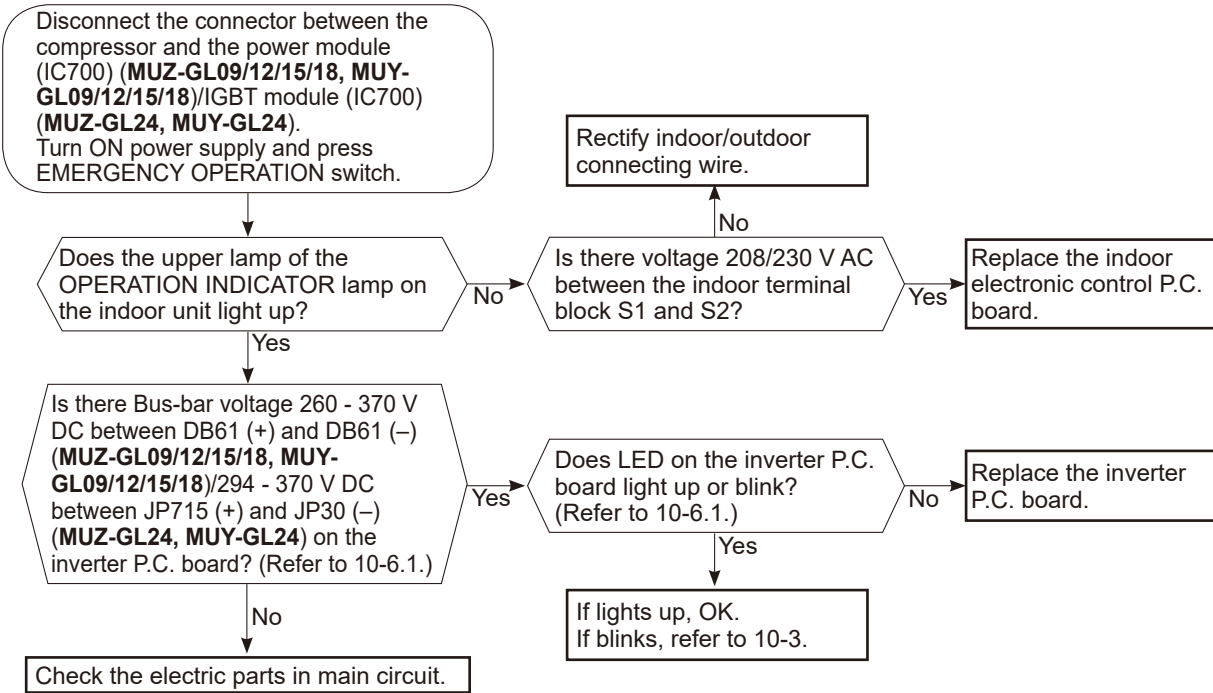 Disconnect the connector between the
compressor and the power module
(IC700) (MUZ-GL09/12/15/18, MUY-
GL09/12/15/18)/IGBT module (IC700)
(MUZ-GL24, MUY-GL24).
Turn ON power supply and press
EMERGENCY OPERATION switch.
Rectify indoor/outdoor
connecting wire.
No
Does the upper lamp of the
OPERATION INDICATOR lamp on
the indoor unit light up?
No
Is there voltage 208/230 V AC
between the indoor terminal
block S1 and S2?
Yes
Replace the indoor
electronic control P.C.
board.
Yes
Is there Bus-bar voltage 260 - 370 V
DC between DB61 (+) and DB61 (–)
(MUZ-GL09/12/15/18, MUY-
GL09/12/15/18)/294 - 370 V DC
between JP715 (+) and JP30 (–)
(MUZ-GL24, MUY-GL24) on the
inverter P.C. board? (Refer to 10-6.1.)
Yes
Does LED on the inverter P.C.
board light up or blink?
(Refer to 10-6.1.)
No
Replace the inverter
P.C. board.
Yes
If lights up, OK.
If blinks, refer to 10-3.
No
Check the electric parts in main circuit.